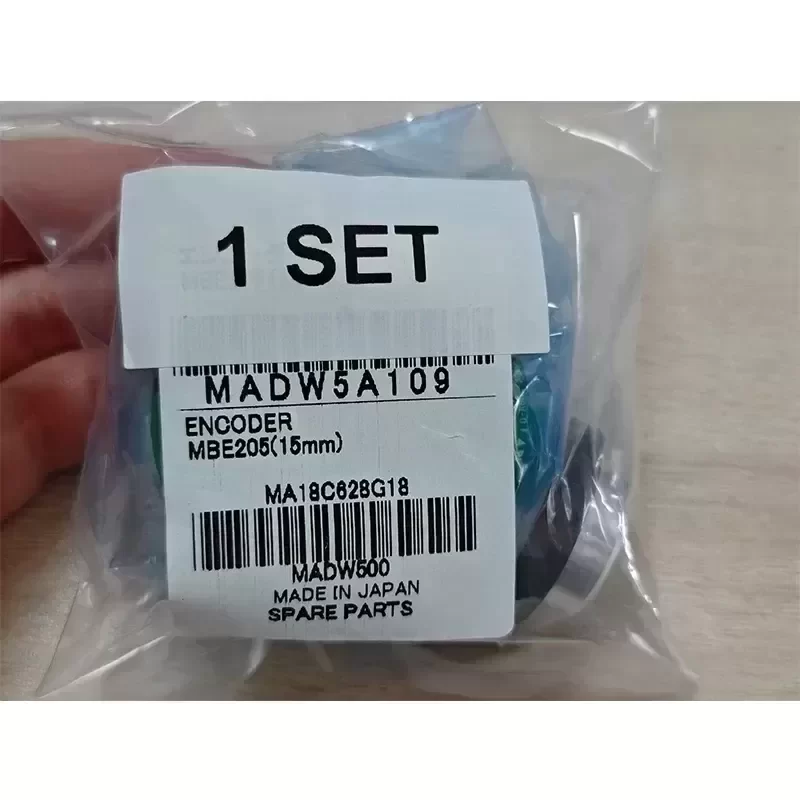 1 SET
MADW5A109
ENCODER
MBE205(15mm)
MA18C628G18
MADW500
MADE IN JAPAN
SPARE PARTS